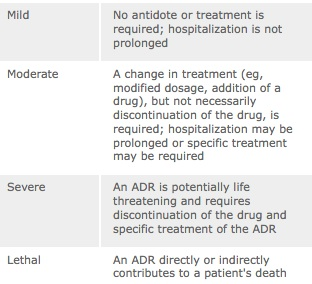 Mild
No antidote or treatment is
required; hospitalization is not
prolonged
Moderate
A change in treatment (eg,
modified dosage, addition of a
drug), but not necessarily
discontinuation of the drug, is
required; hospitalization may be
prolonged or specific treatment
may be required
Severe
An ADR is potentially life
threatening and requires
discontinuation of the drug and
specific treatment of the ADR
Lethal
An ADR directly or indirectly
contributes to a patient's death